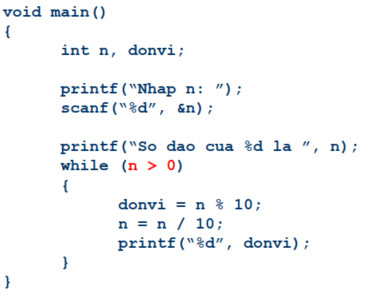 void main()
{
int n, donvi;
printf(“Nhap n: ”);
scanf(“%d”, &n);
printf(“So dao cua %d la ”, n);
while (n > 0)
{
donvi = n % 10;
n = n / 10;
printf(“%d”, donvi);
}
}